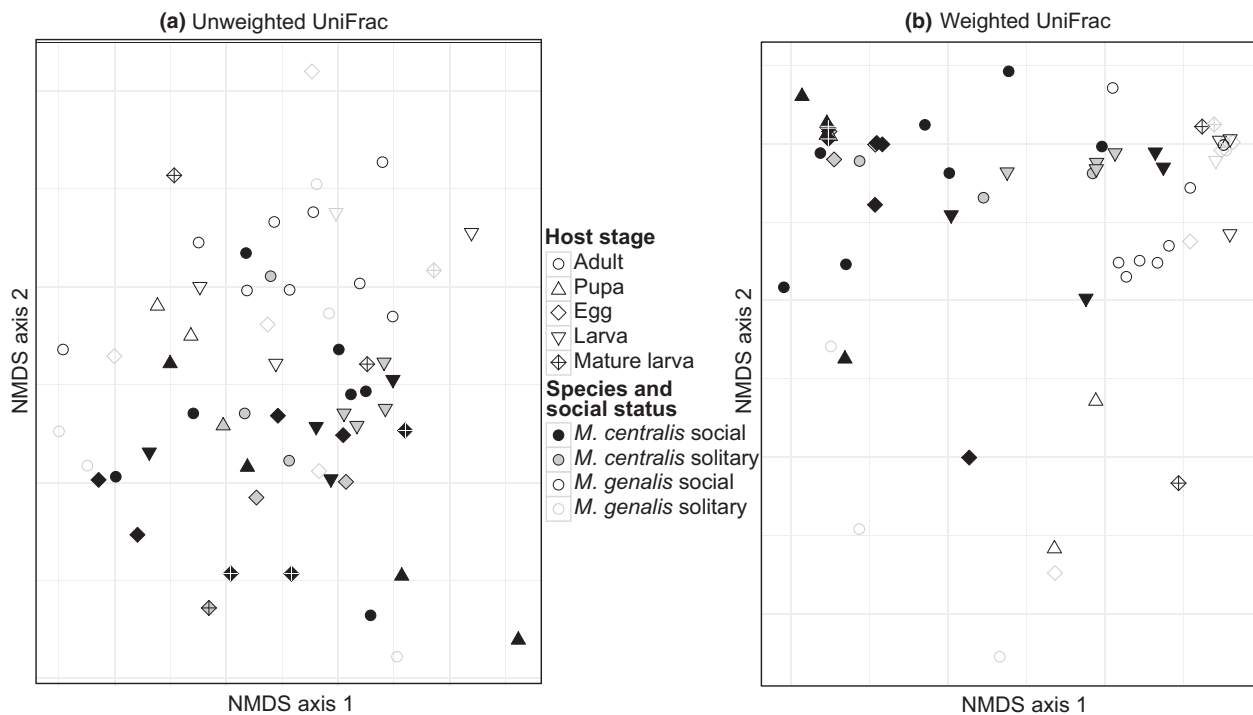 (a) Unweighted UniFrac
NMDS axis 2
NMDS axis 1
Host stage
Adult
Pupa
Egg
Larva
Mature larva
Species and
social status
M. centralis social
M. centralis solitary
M. genalis social
M. genalis solitary
(b) Weighted UniFrac
NMDS axis 2
NMDS axis 1